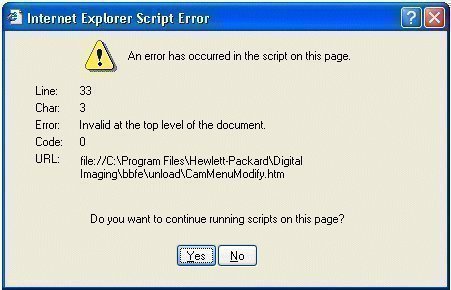 Internet Explorer Script Error
An error has occurred in the script on this page.
Line: 33
Char: 3
Error: Invalid at the top level of the document.
Code: 0
URL: file://C:\Program Files\Hewlett-Packard\Digital
Imaging\bbfe\unload\CamMenuModify.htm
Do you want to continue running scripts on this page?
Yes No